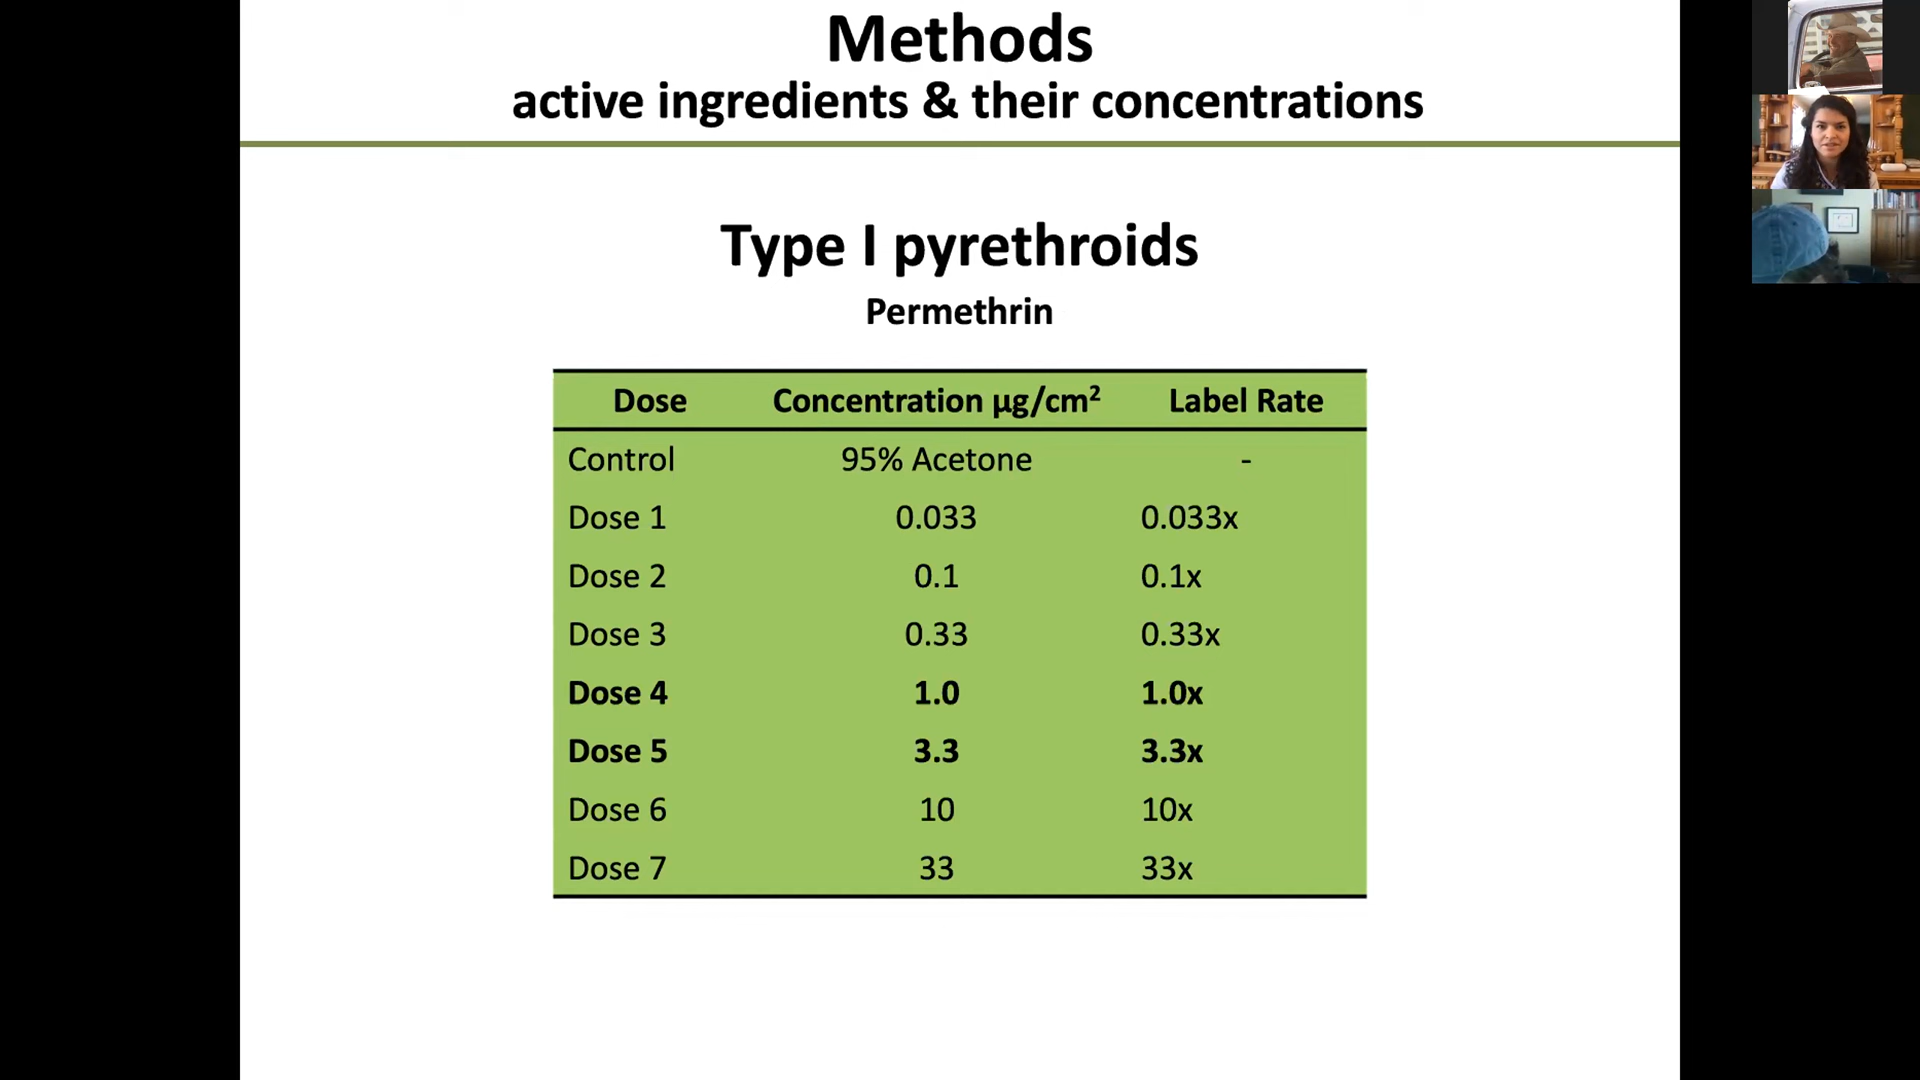 Methods
active ingredients & their concentrations
Type I pyrethroids
Permethrin
Dose Concentration µg/cm² Label Rate
Control 95% Acetone -
Dose 1 0.033 0.033x
Dose 2 0.1 0.1x
Dose 3 0.33 0.33x
Dose 4 1.0 1.0x
Dose 5 3.3 3.3x
Dose 6 10 10x
Dose 7 33 33x